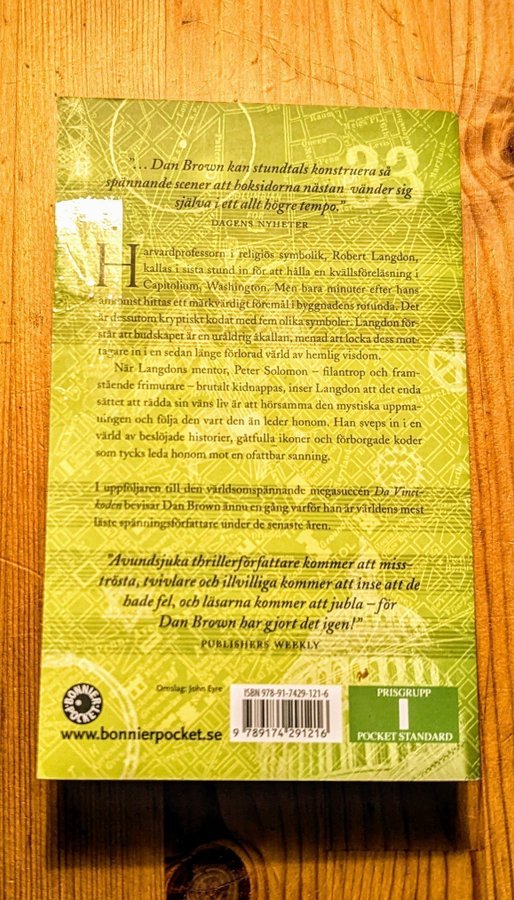 33
"… Dan Brown kan stundtals konstruera så
spännande scener att boksidorna nästan vänder sig
själva i ett allt högre tempo."
DAGENS NYHETER
Harvardprofessorn i religiös symbolik, Robert Langdon,
kallas i sista stund in för att hålla en kvällsföreläsning i
Capitolium, Washington. Men bara minuter efter hans
ankomst hittas ett märkvärdigt föremål i byggnadens rotunda. Det
är dessutom kryptiskt kodat med fem olika symboler. Langdon för-
står att budskapet är en uråldrig åkallan, menad att locka dess mot-
tagare in i en sedan länge förlorad värld av hemlig visdom.
När Langdons mentor, Peter Solomon – filantrop och fram-
stående frimurare – brutalt kidnappas, inser Langdon att det enda
sättet att rädda sin väns liv är att hörsamma den mystiska uppma-
ningen och följa den vart den än leder honom. Han sveps in i en
värld av beslöjade historier, gåtfulla ikoner och förborgade koder
som tycks leda honom mot en ofattbar sanning.
I uppföljaren till den världsomspännande megasuccén Da Vinci-
koden bevisar Dan Brown ännu en gång varför han är världens mest
läste spänningsförfattare under de senaste åren.
"Avundsjuka thrillerförfattare kommer att miss-
trösta, tvivlare och illvilliga kommer att inse att de
hade fel, och läsarna kommer att jubla – för
Dan Brown har gjort det igen!"
PUBLISHERS WEEKLY
BONNIER
POCKET
Omslag: John Eyre
ISBN 978-91-7429-121-6
9789174291216
PRISGRUPP
1
POCKET STANDARD
www.bonnierpocket.se